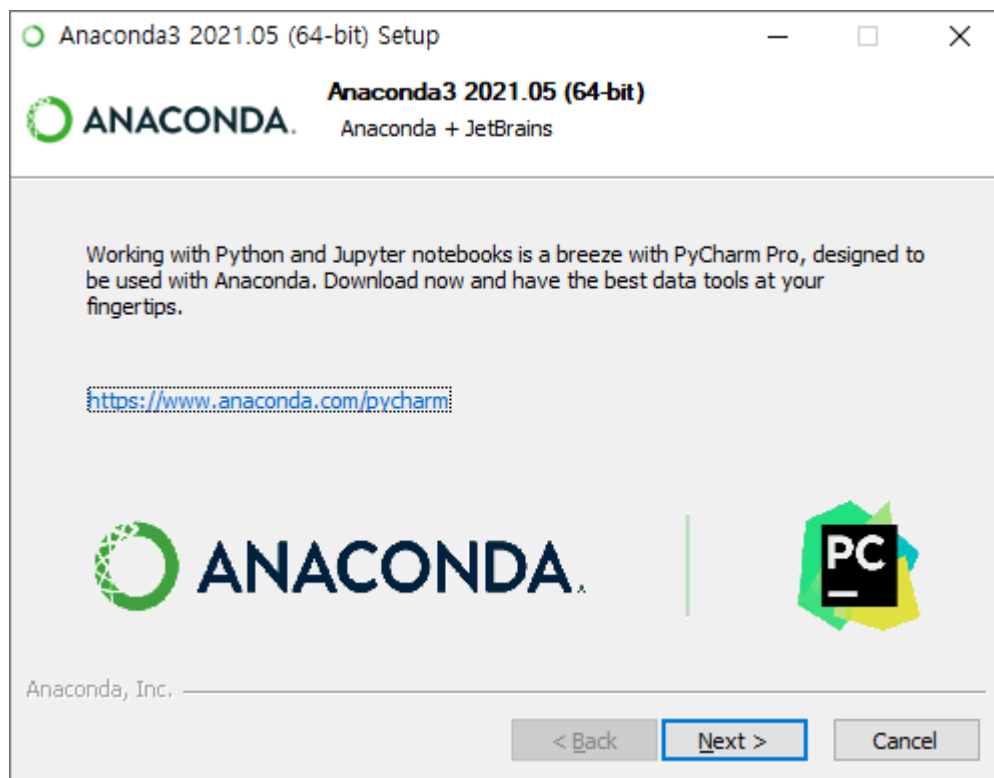 Anaconda3 2021.05 (64-bit) Setup
Anaconda3 2021.05 (64-bit)
ANACONDA.
Anaconda + JetBrains
Working with Python and Jupyter notebooks is a breeze with PyCharm Pro, designed to
be used with Anaconda. Download now and have the best data tools at your
fingertips.
https://www.anaconda.com/pycharm
ANACONDA.
PC
Anaconda, Inc.
< Back
Next >
Cancel